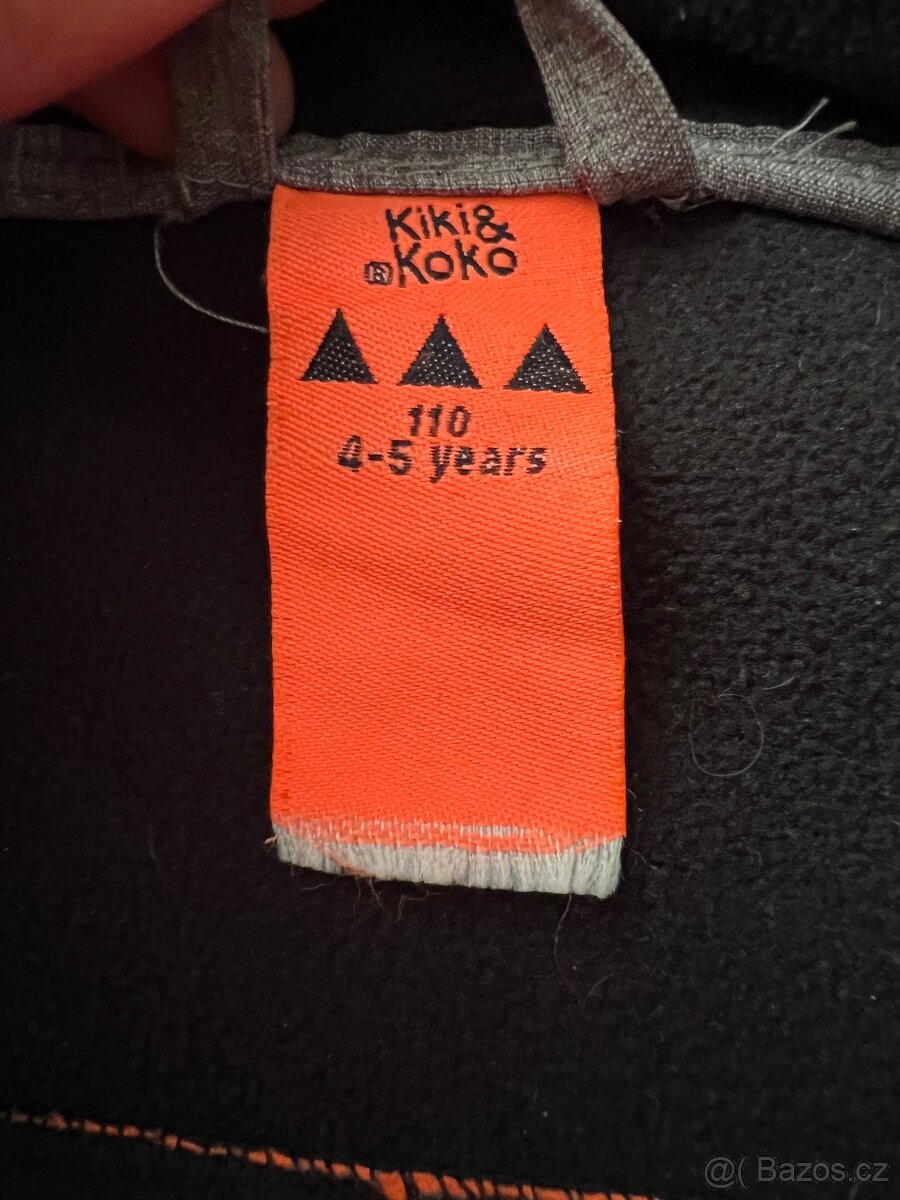 Kiki&
®Koko
110
4-5 years
@( Bazos.cz